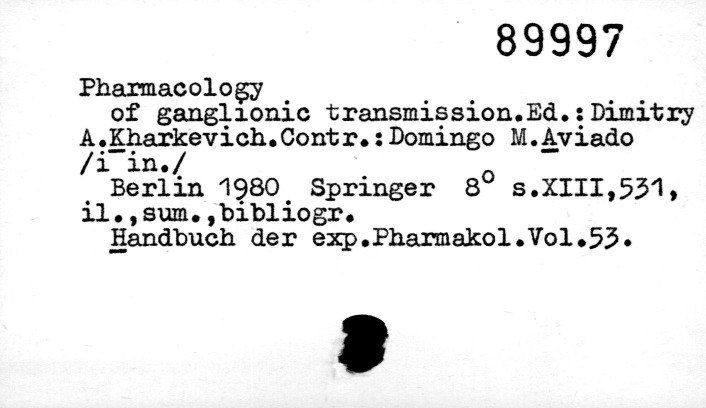 89997
Pharmacology
of ganglionic transmission.Ed.:Dimitry
A.Kharkevich.Contr.:Domingo M.Aviado
/i in./
Berlin 1980 Springer 8° s.XIII,531,
il.,sum.,bibliogr.
Handbuch der exp.Pharmakol.Vol.53.